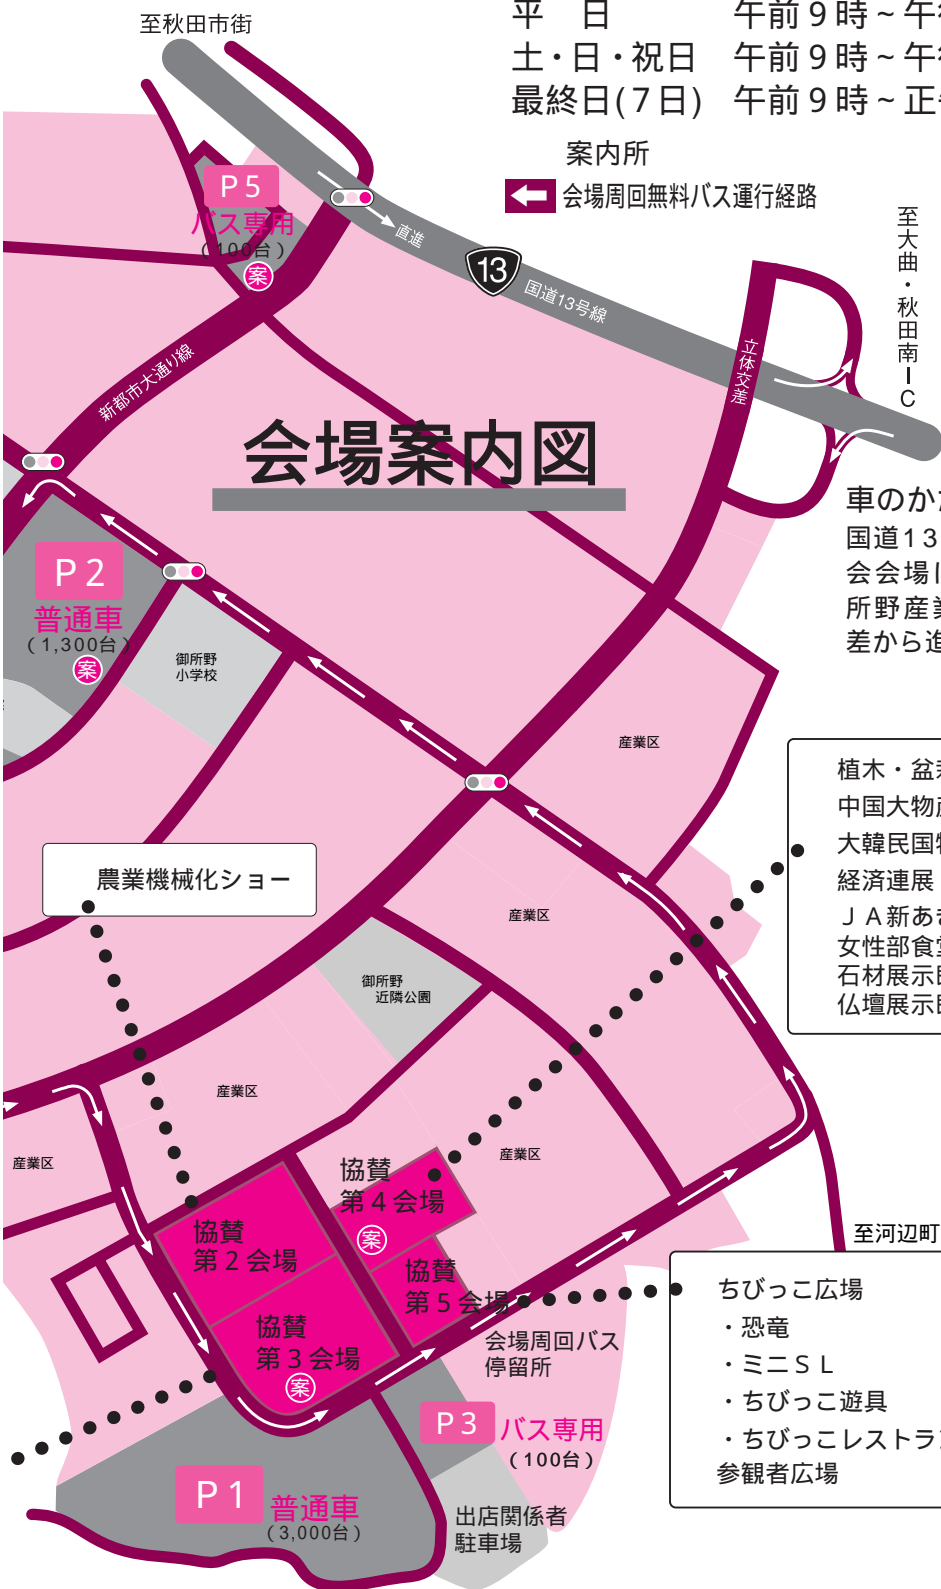 至秋田市街
平　日　午前９時～午
土・日・祝日　午前９時～午
最終日(７日)　午前９時～正
案内所
会場周回無料バス運行経路
P 5
バス専用
（100台）
案
直進
13
国道13号線
至大曲・秋田南IC
立体交差
新都市大通り線
会場案内図
車のか
国道13
会会場
所野産
差から
P 2
普通車
（1,300台）
案
御所野
小学校
産業区
植木・盆
中国大物
大韓民国
経済連展
ＪＡ新あ
女性部食
石材展示
仏壇展示
農業機械化ショー
産業区
御所野
近隣公園
産業区
産業区
産業区
協賛
第４会場
案
協賛
第２会場
協賛
第５会場
協賛
第３会場
案
至河辺町
会場周回バス
停留所
ちびっこ広場
・恐竜
・ミニＳＬ
・ちびっこ遊具
・ちびっこレストラン
参観者広場
P 3
バス専用
（100台）
P 1
普通車
（3,000台）
出店関係者
駐車場